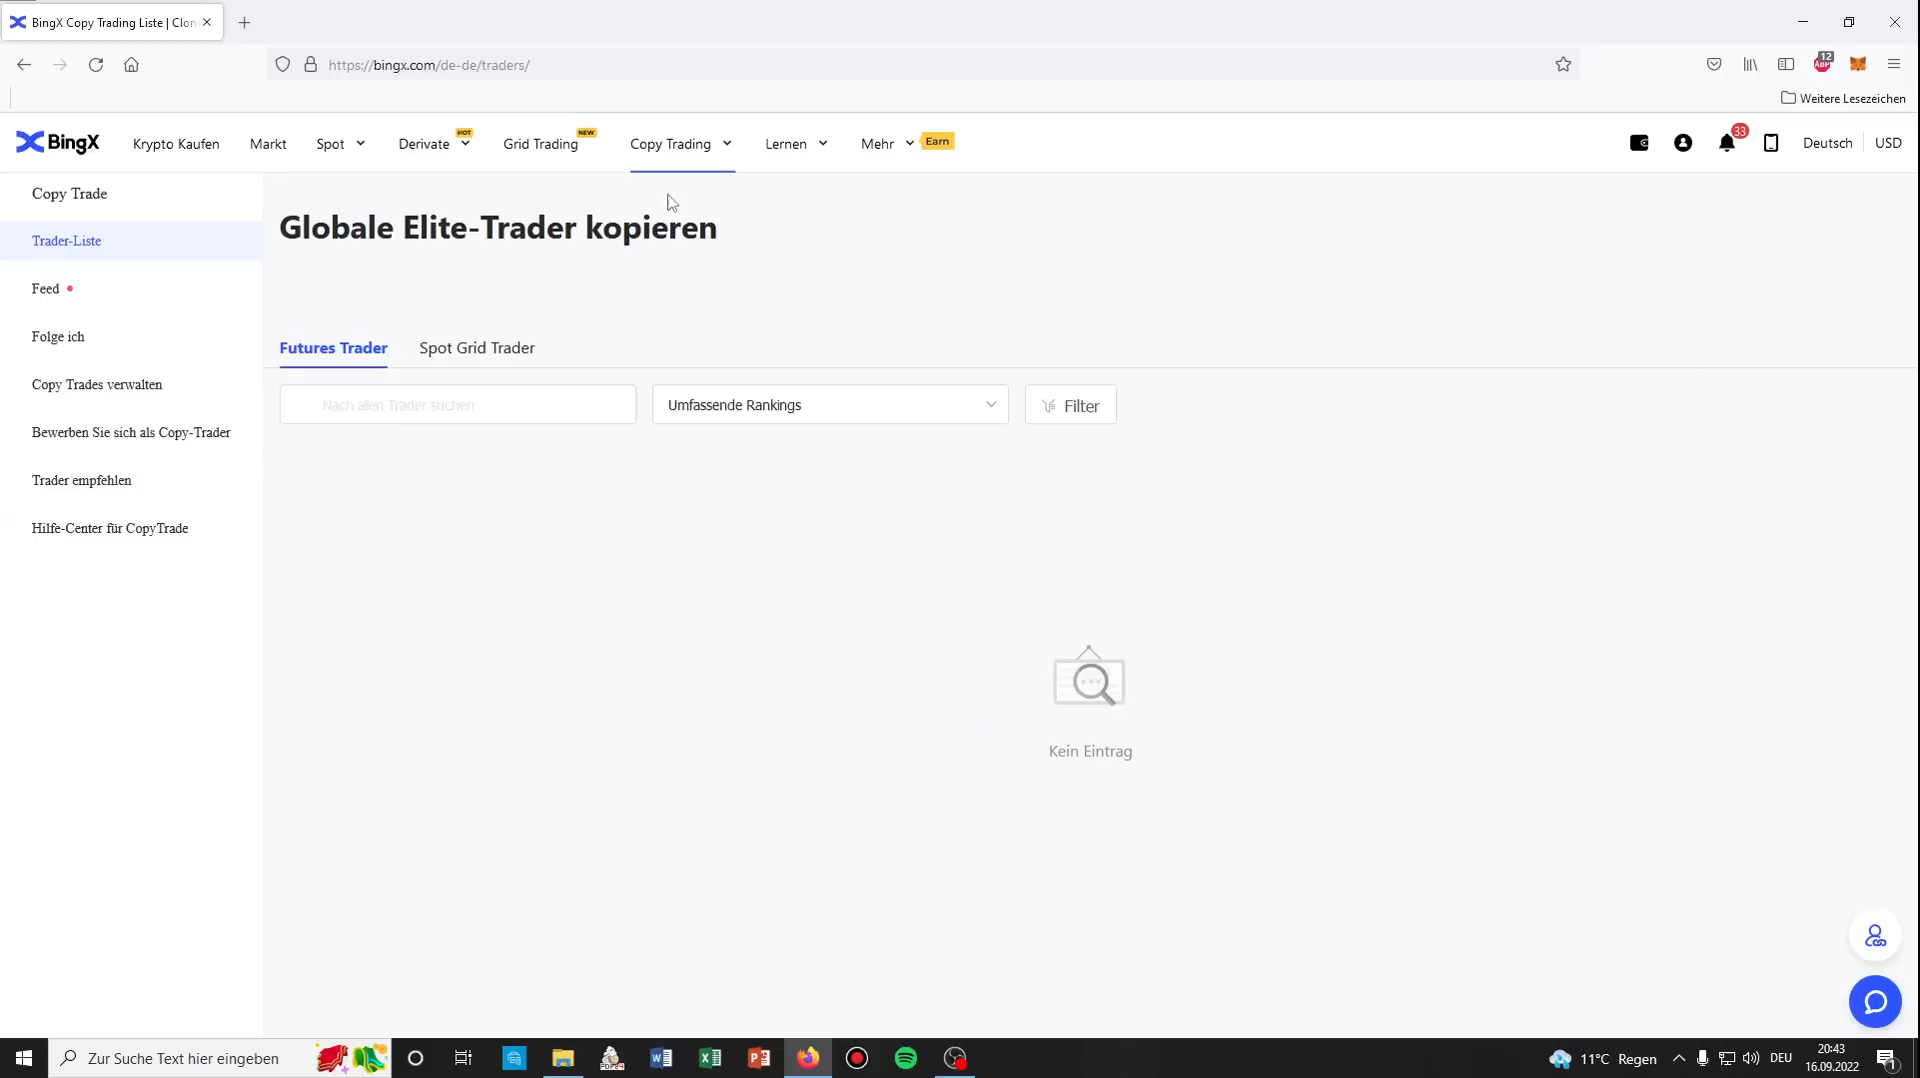 BingX Copy Trading Liste | Clon
https://bingx.com/de-de/traders/
12
ABP
Weitere Lesezeichen
BingX
Krypto Kaufen
Markt
Spot
Derivate
HOT
Grid Trading
NEW
Copy Trading
Lernen
Mehr
Earn
33
Deutsch
USD
Copy Trade
Trader-Liste
Feed
Folge ich
Copy Trades verwalten
Bewerben Sie sich als Copy-Trader
Trader empfehlen
Hilfe-Center für CopyTrade
Globale Elite-Trader kopieren
Futures Trader
Spot Grid Trader
Nach allen Trader suchen
Umfassende Rankings
Filter
Kein Eintrag
Zur Suche Text hier eingeben
11°C Regen
DEU
20:43
16.09.2022
1